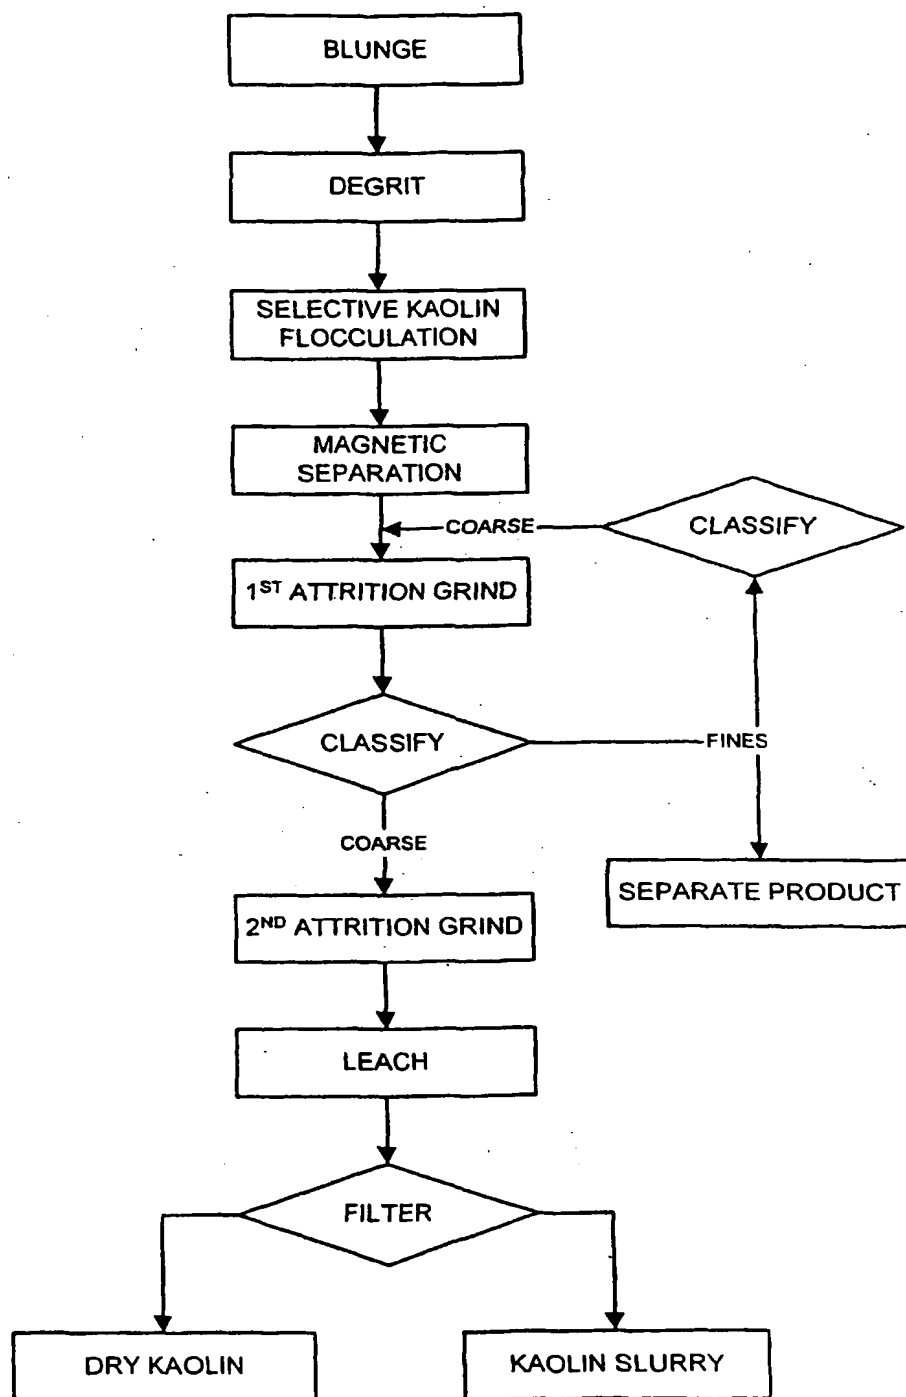 BLUNGE
DEGRIT
SELECTIVE KAOLIN
FLOCCULATION
MAGNETIC
SEPARATION
COARSE
CLASSIFY
1ST ATTRITION GRIND
CLASSIFY
FINES
COARSE
SEPARATE PRODUCT
2ND ATTRITION GRIND
LEACH
FILTER
DRY KAOLIN
KAOLIN SLURRY